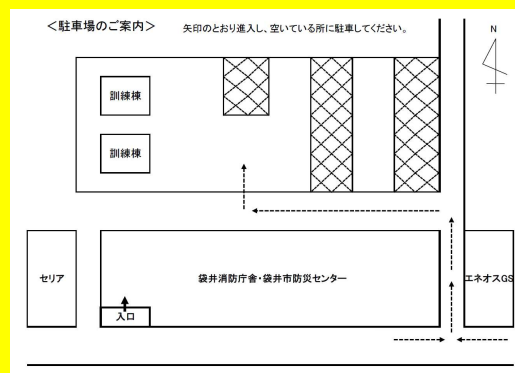 ＜駐車場のご案内＞
矢印のとおり進入し、空いている所に駐車してください。
N
訓練棟
訓練棟
セリア
袋井消防庁舎・袋井市防災センター
エネオスGS
入口